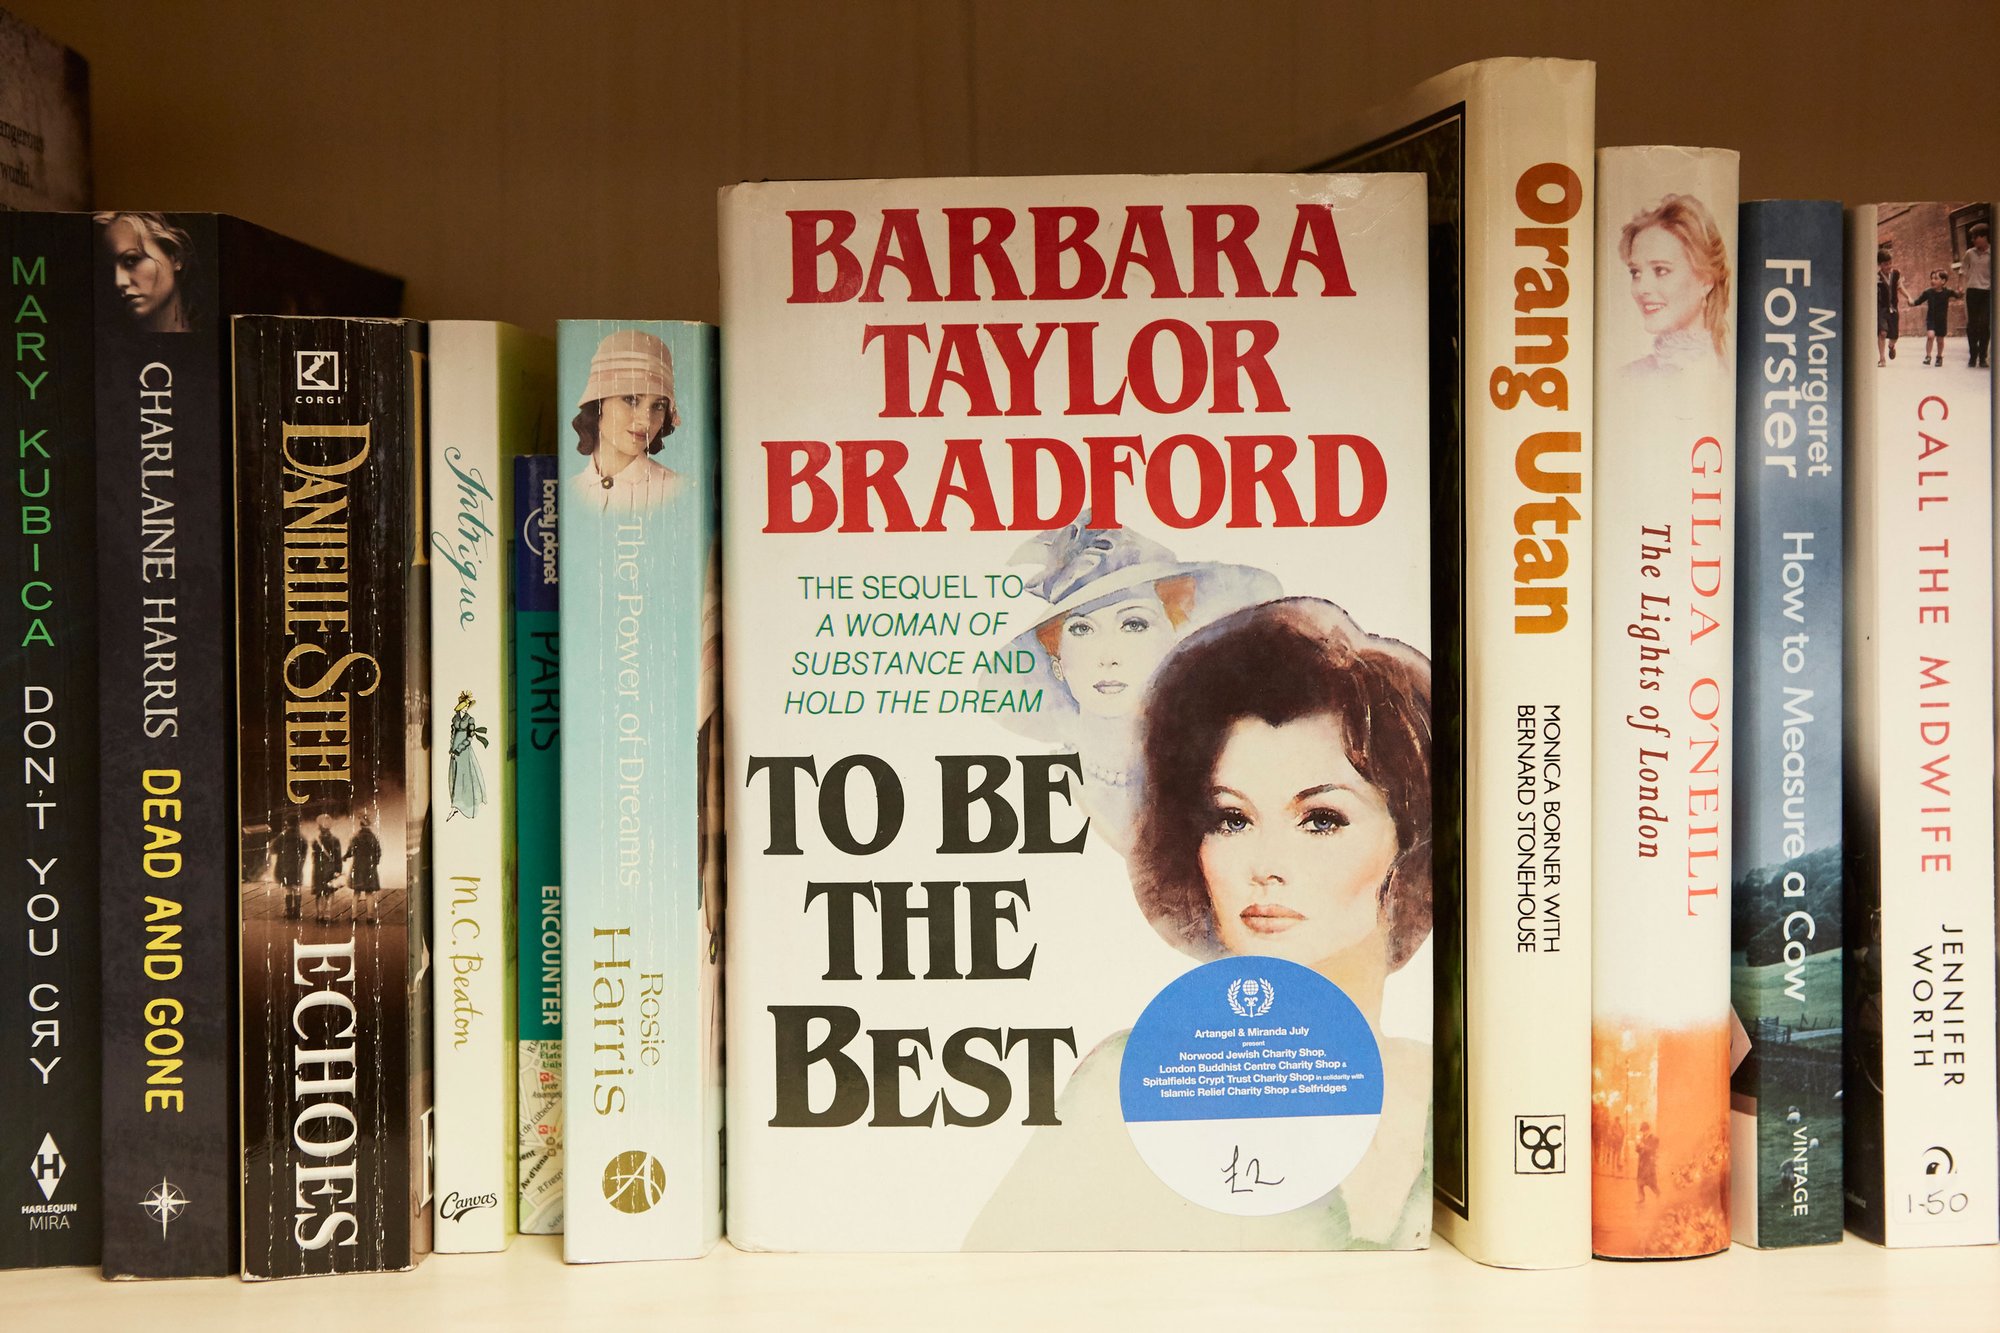 angerous
world.
MARY KUBICA DON'T YOU CRY
HARLEQUIN
MIRA
CHARLAINE HARRIS DEAD AND GONE
CORGI
DANIELLE STEEL
ECHOES
Intrigue
M.C. Beaton
Canvas
lonely planet
PARIS
ENCOUNTER
The Power of Dreams
Rosie
Harris
BARBARA
TAYLOR
BRADFORD
THE SEQUEL TO
A WOMAN OF
SUBSTANCE AND
HOLD THE DREAM
TO BE
THE
BEST
Artangel & Miranda July
present
Norwood Jewish Charity Shop,
London Buddhist Centre Charity Shop &
Spitalfields Crypt Trust Charity Shop in solidarity with
Islamic Relief Charity Shop at Selfridges
£2
Orang Utan
MONICA BORNER WITH
BERNARD STONEHOUSE
GILDA O'NEILL
The Lights of London
Margaret
Forster
How to Measure a Cow
VINTAGE
CALL THE MIDWIFE
JENNIFER
WORTH
1-50